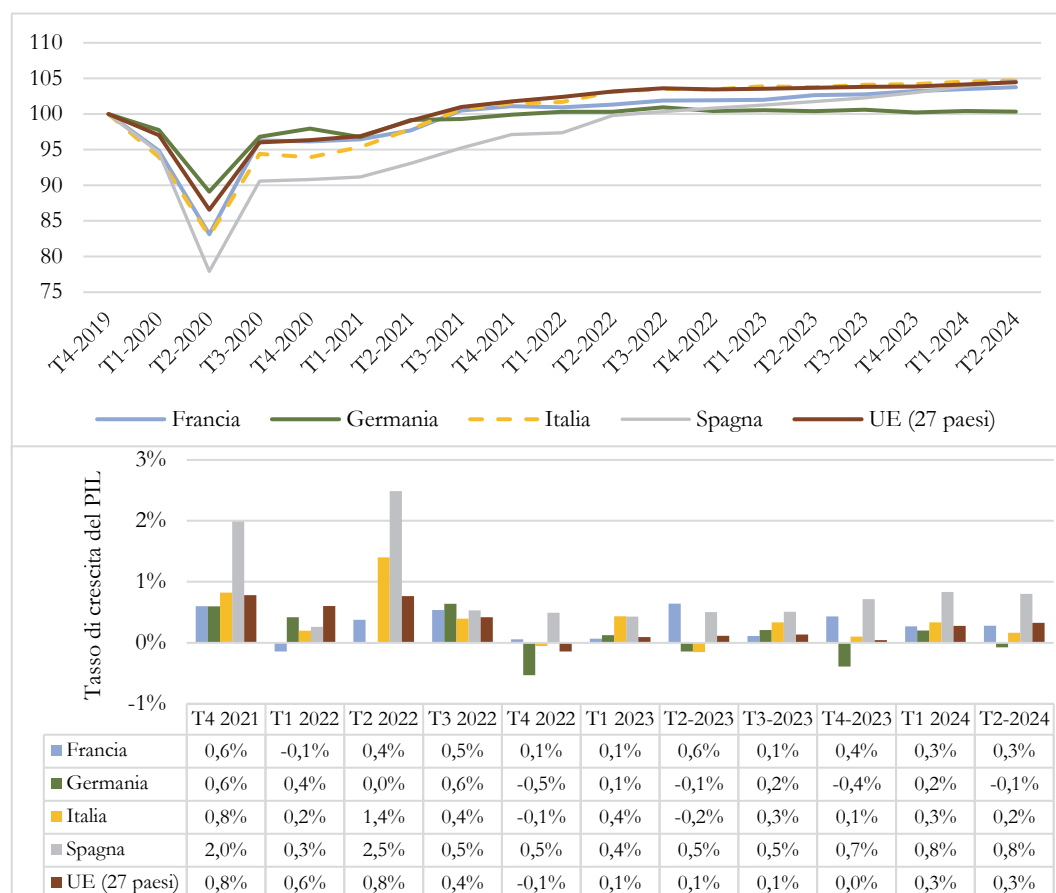 110
105
100
95
90
85
80
75
T4-2019 T1-2020 T2-2020 T3-2020 T4-2020 T1-2021 T2-2021 T3-2021 T4-2021 T1-2022 T2-2022 T3-2022 T4-2022 T1-2023 T2-2023 T3-2023 T4-2023 T1-2024 T2-2024
Francia Germania Italia Spagna UE (27 paesi)
Tasso di crescita del PIL
3%
2%
1%
0%
-1%
T4 2021 T1 2022 T2 2022 T3 2022 T4 2022 T1 2023 T2-2023 T3-2023 T4-2023 T1 2024 T2-2024
Francia 0,6% -0,1% 0,4% 0,5% 0,1% 0,1% 0,6% 0,1% 0,4% 0,3% 0,3%
Germania 0,6% 0,4% 0,0% 0,6% -0,5% 0,1% -0,1% 0,2% -0,4% 0,2% -0,1%
Italia 0,8% 0,2% 1,4% 0,4% -0,1% 0,4% -0,2% 0,3% 0,1% 0,3% 0,2%
Spagna 2,0% 0,3% 2,5% 0,5% 0,5% 0,4% 0,5% 0,5% 0,7% 0,8% 0,8%
UE (27 paesi) 0,8% 0,6% 0,8% 0,4% -0,1% 0,1% 0,1% 0,1% 0,0% 0,3% 0,3%